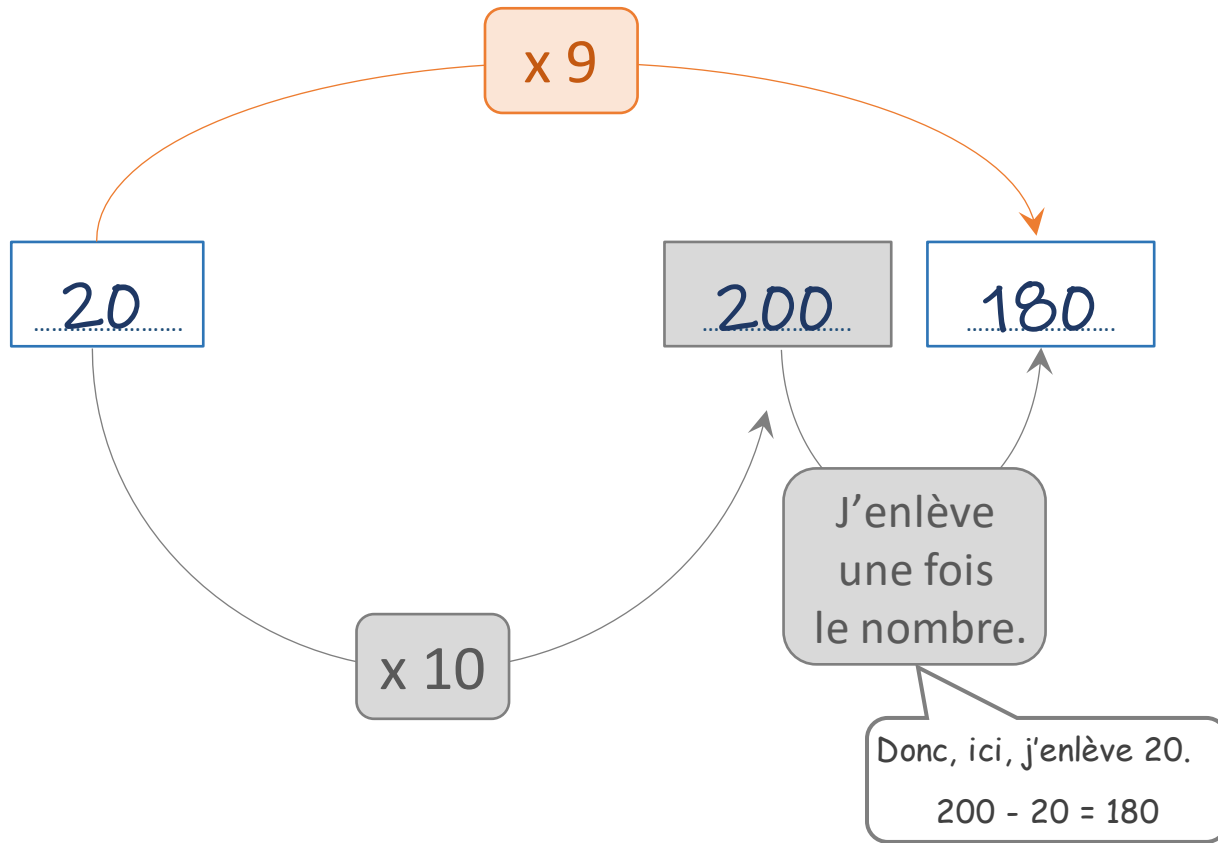 x 9
20
200
180
J’enlève
une fois
le nombre.
x 10
Donc, ici, j’enlève 20.
200 - 20 = 180